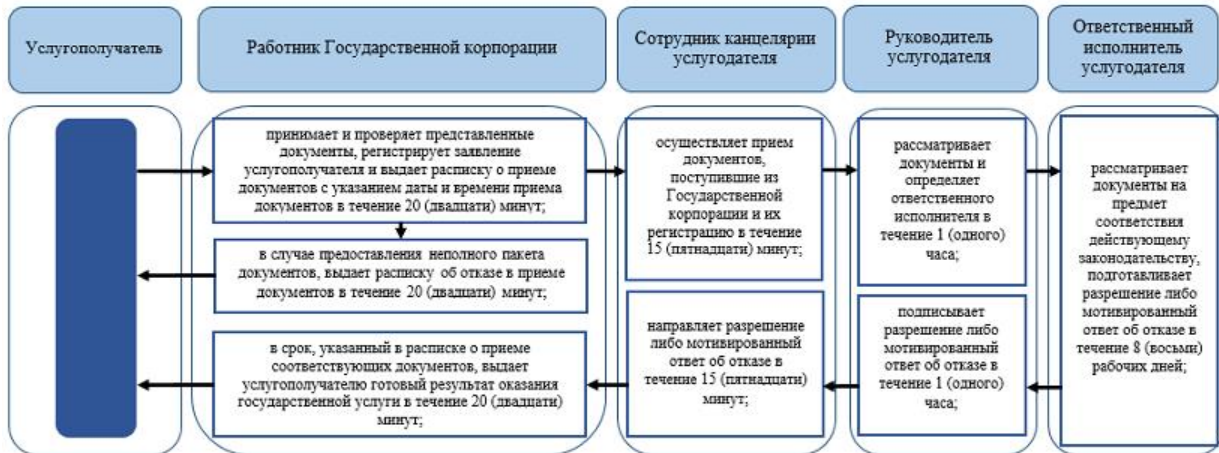 Услугополучатель
Работник Государственной корпорации
Сотрудник канцелярии
услугодателя
Руководитель
услугодателя
Ответственный
исполнитель
услугодателя
принимает и проверяет представленные
документы, регистрирует заявление
услугополучателя и выдает расписку о приеме
документов с указанием даты и времени приема
документов в течение 20 (двадцати) минут;
в случае предоставления неполного пакета
документов, выдает расписку об отказе в приеме
документов в течение 20 (двадцати) минут;
в срок, указанный в расписке о приеме
соответствующих документов, выдает
услугополучателю готовый результат оказания
государственной услуги в течение 20 (двадцати)
минут;
осуществляет прием
документов,
поступившие из
Государственной
корпорации и их
регистрацию в течение
15 (пятнадцати) минут;
направляет разрешение
либо мотивированный
ответ об отказе в
течение 15 (пятнадцати)
минут;
рассматривает
документы и
определяет
ответственного
исполнителя в
течение 1 (одного)
часа;
подписывает
разрешение либо
мотивированный
ответ об отказе в
течение 1 (одного)
часа;
рассматривает
документы на
предмет
соответствия
действующему
законодательству,
подготавливает
разрешение либо
мотивированный
ответ об отказе в
течение 8 (восьми)
рабочих дней;